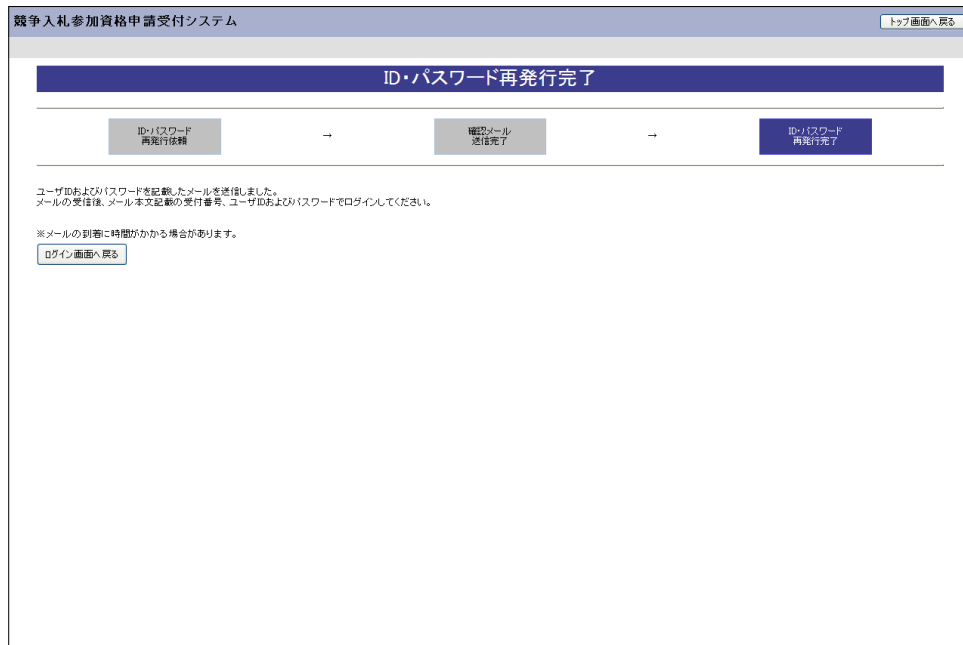 競争入札参加資格申請受付システム
トップ画面へ戻る
ID・パスワード再発行完了
ID・パスワード
再発行依頼
→
確認メール
送信完了
→
ID・パスワード
再発行完了
ユーザIDおよびパスワードを記載したメールを送信しました。
メールの受信後、メール本文記載の受付番号、ユーザIDおよびパスワードでログインしてください。
※メールの到着に時間がかかる場合があります。
ログイン画面へ戻る